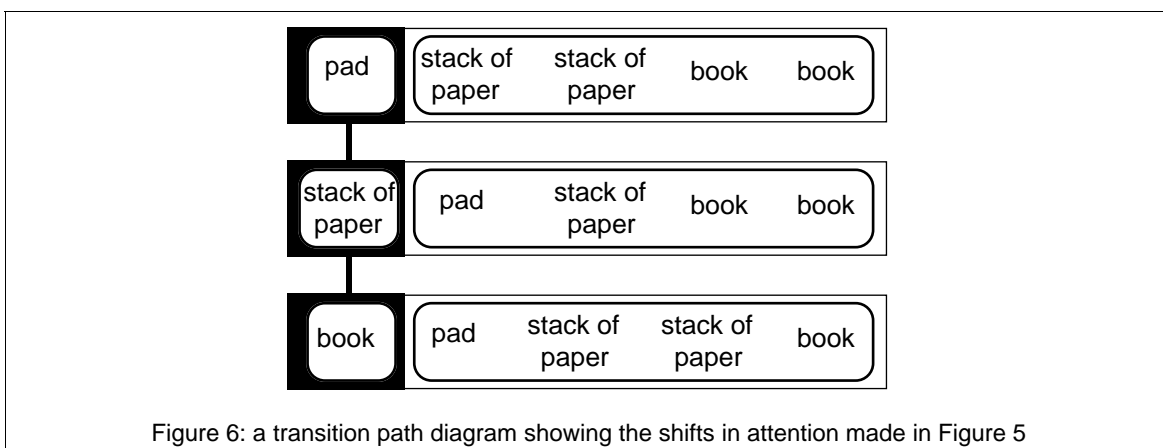 pad stack of paper stack of paper book book
stack of paper pad stack of paper book book
book pad stack of paper stack of paper book
Figure 6: a transition path diagram showing the shifts in attention made in Figure 5